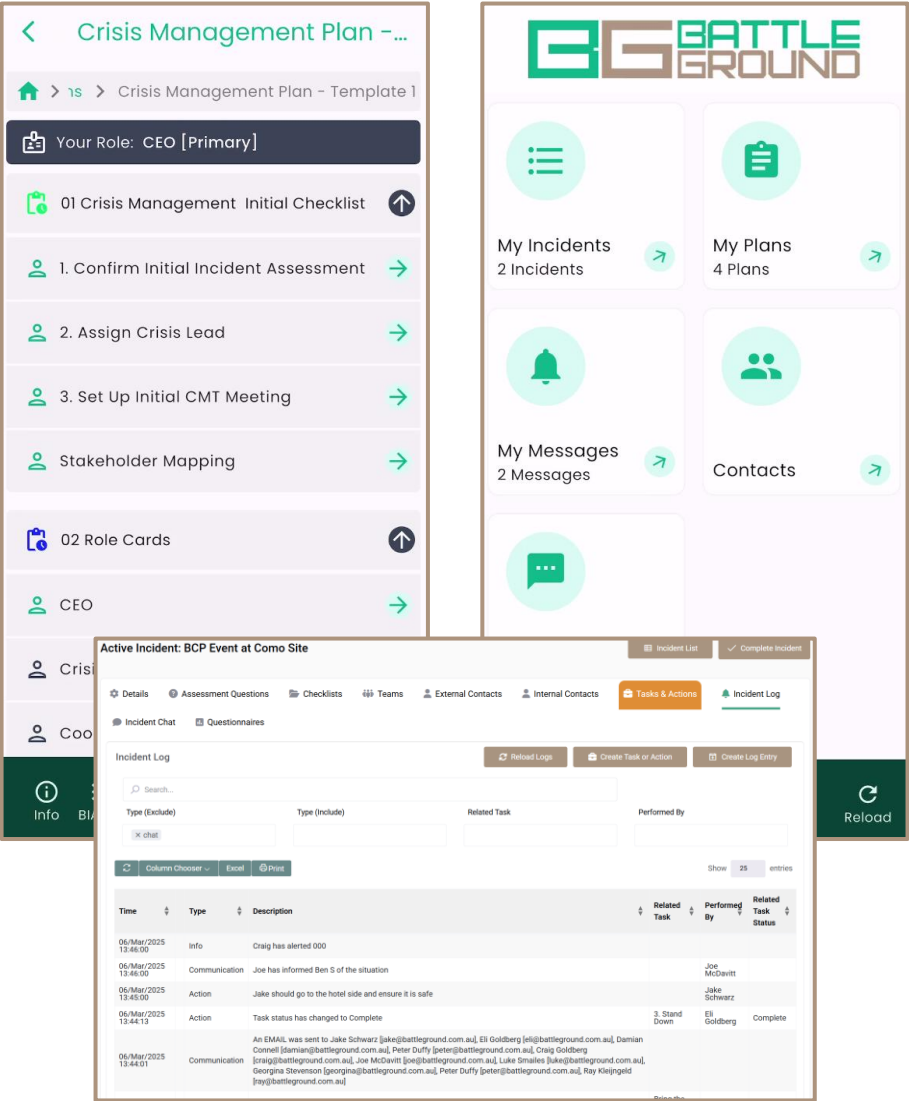 Crisis Management Plan -...
ns > Crisis Management Plan - Template 1
Your Role: CEO [Primary]
01 Crisis Management Initial Checklist
1. Confirm Initial Incident Assessment
2. Assign Crisis Lead
3. Set Up Initial CMT Meeting
Stakeholder Mapping
02 Role Cards
CEO
Crisi
Coo
Info
BIA
BG BATTLE
GROUND
My Incidents
2 Incidents
My Plans
4 Plans
My Messages
2 Messages
Contacts
Reload
Active Incident: BCP Event at Como Site
Incident List
Complete Incident
Details
Assessment Questions
Checklists
Teams
External Contacts
Internal Contacts
Tasks & Actions
Incident Log
Incident Chat
Questionnaires
Incident Log
Reload Logs
Create Task or Action
Create Log Entry
Search...
Type (Exclude)
Type (Include)
Related Task
Performed By
× chat
Column Chooser
Excel
Print
Show 25 entries
Time
Type
Description
Related
Task
Performed
By
Related
Task
Status
06/Mar/2025
13:46:00
Info
Craig has alerted 000
06/Mar/2025
13:46:00
Communication
Joe has informed Ben S of the situation
Joe
McDavitt
06/Mar/2025
13:45:00
Action
Jake should go to the hotel side and ensure it is safe
Jake
Schwarz
06/Mar/2025
13:44:13
Action
Task status has changed to Complete
3. Stand
Down
Eli
Goldberg
Complete
06/Mar/2025
13:44:01
Communication
An EMAIL was sent to Jake Schwarz [jake@battleground.com.au], Eli Goldberg [eli@battleground.com.au], Damian
Connell [damian@battleground.com.au], Peter Duffy [peter@battleground.com.au], Craig Goldberg
[craig@battleground.com.au], Joe McDavitt [joe@battleground.com.au], Luke Smailes [luke@battleground.com.au],
Georgina Stevenson [georgina@battleground.com.au], Peter Duffy [peter@battleground.com.au], Ray Kleijngeld
[ray@battleground.com.au]